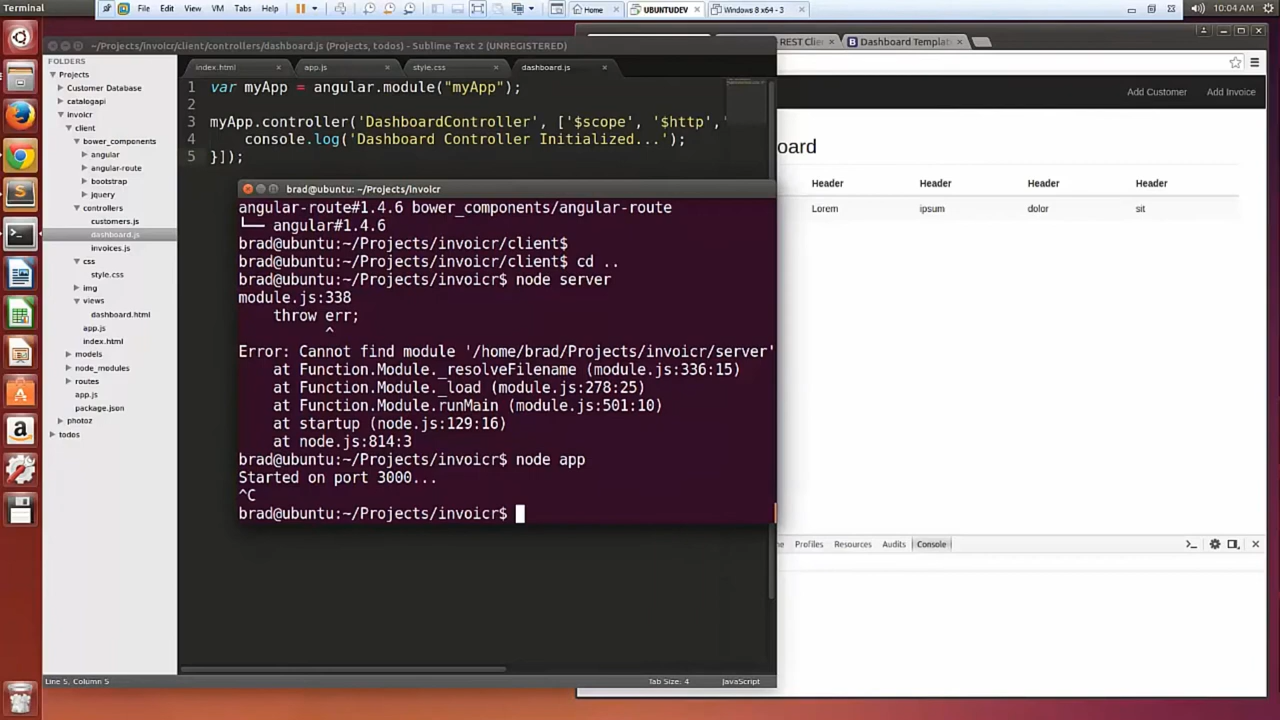 Terminal
File Edit View VM Tabs Help
Home
UBUNTUDEV
Windows 8 x64 - 3
10:04 AM
~/Projects/invoicr/client/controllers/dashboard.js (Projects, todos) - Sublime Text 2 (UNREGISTERED)
REST Clie
Dashboard Templat
FOLDERS
Projects
Customer Database
catalogapi
invoicr
client
bower_components
angular
angular-route
bootstrap
jquery
controllers
customers.js
dashboard.js
invoices.js
css
style.css
img
views
dashboard.html
app.js
index.html
models
node_modules
routes
app.js
package.json
photoz
todos
index.html
app.js
style.css
dashboard.js
1 var myApp = angular.module("myApp");
2
3 myApp.controller('DashboardController', ['$scope', '$http','
4 console.log('Dashboard Controller Initialized...');
5 }]);
brad@ubuntu: ~/Projects/invoicr
angular-route#1.4.6 bower_components/angular-route
└── angular#1.4.6
brad@ubuntu:~/Projects/invoicr/client$
brad@ubuntu:~/Projects/invoicr/client$ cd ..
brad@ubuntu:~/Projects/invoicr$ node server
module.js:338
throw err;
^
Error: Cannot find module '/home/brad/Projects/invoicr/server'
at Function.Module._resolveFilename (module.js:336:15)
at Function.Module._load (module.js:278:25)
at Function.Module.runMain (module.js:501:10)
at startup (node.js:129:16)
at node.js:814:3
brad@ubuntu:~/Projects/invoicr$ node app
Started on port 3000...
^C
brad@ubuntu:~/Projects/invoicr$
Line 5, Column 5
Tab Size: 4
JavaScript
Add Customer
Add Invoice
oard
Header Header Header Header
Lorem ipsum dolor sit
Profiles Resources Audits Console